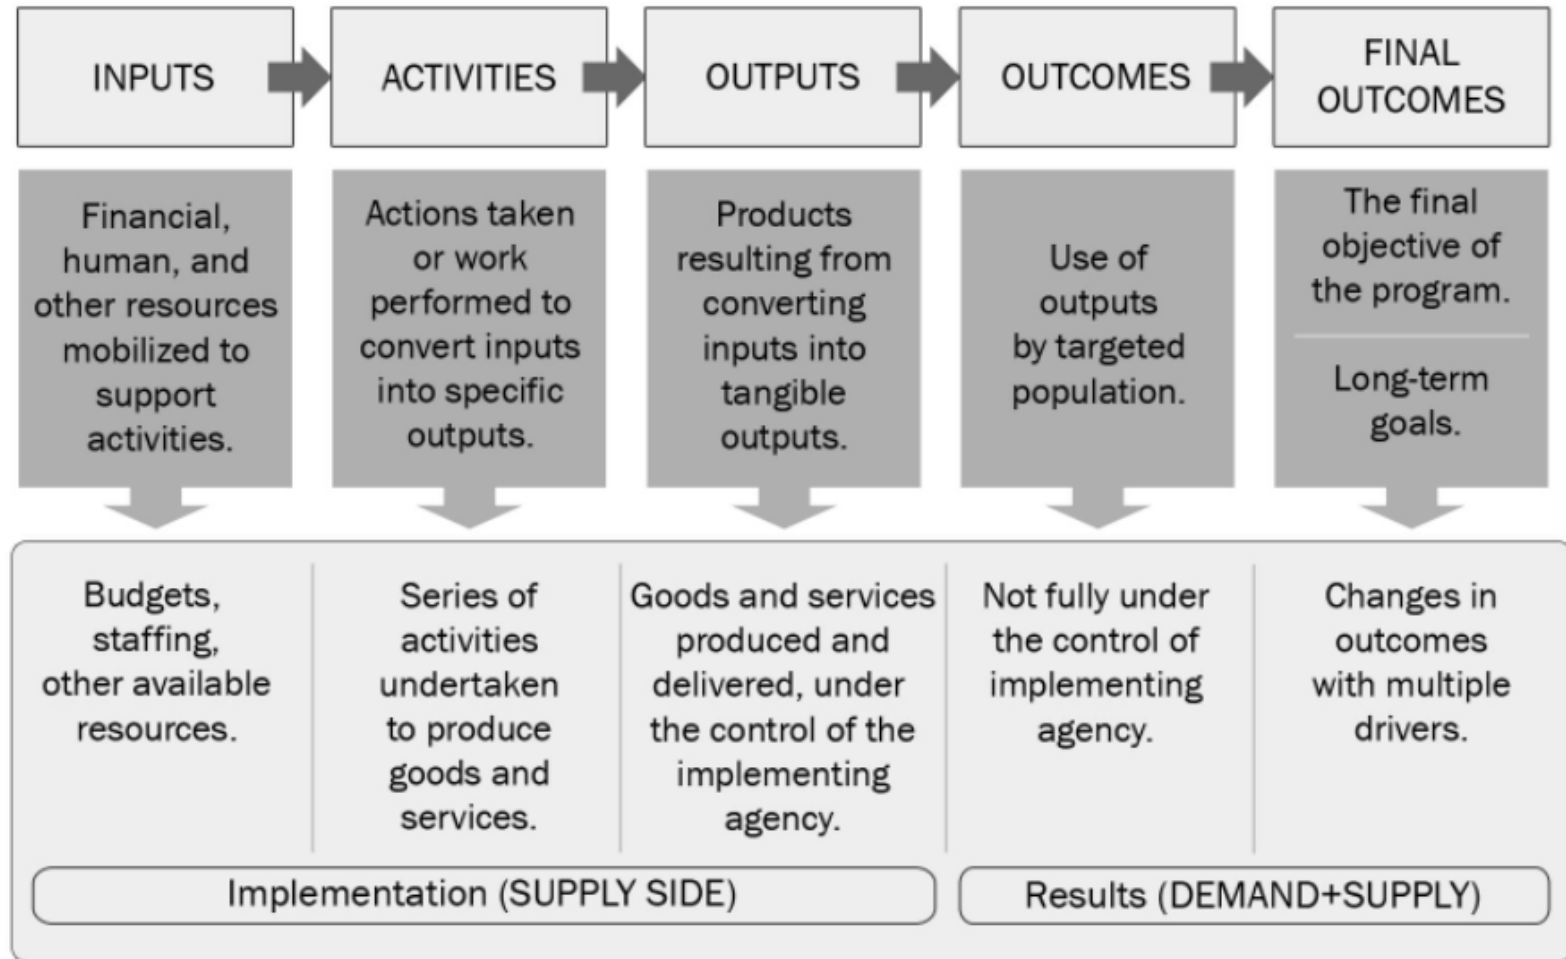 INPUTS
ACTIVITIES
OUTPUTS
OUTCOMES
FINAL
OUTCOMES
Financial,
human, and
other resources
mobilized to
support
activities.
Actions taken
or work
performed to
convert inputs
into specific
outputs.
Products
resulting from
converting
inputs into
tangible
outputs.
Use of
outputs
by targeted
population.
The final
objective of
the program.
Long-term
goals.
Budgets,
staffing,
other available
resources.
Series of
activities
undertaken
to produce
goods and
services.
Goods and services
produced and
delivered, under
the control of the
implementing
agency.
Not fully under
the control of
implementing
agency.
Changes in
outcomes
with multiple
drivers.
Implementation (SUPPLY SIDE)
Results (DEMAND+SUPPLY)